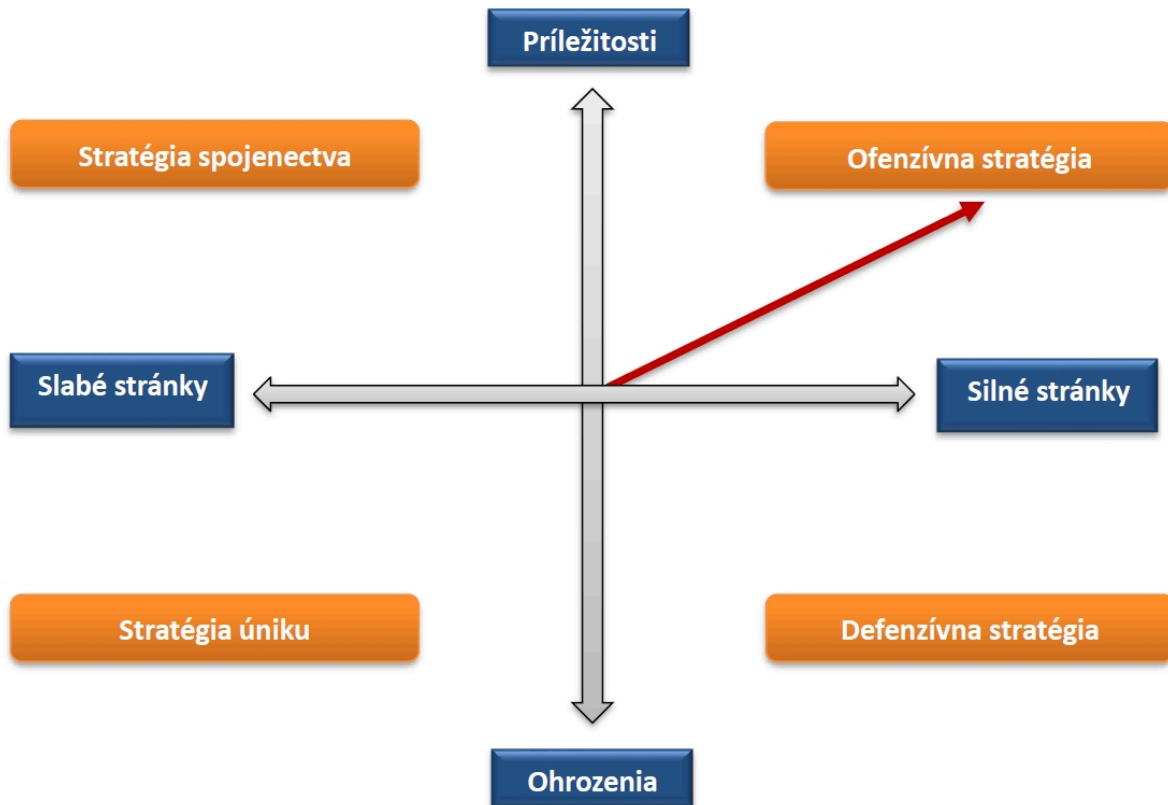 Príležitosti
Stratégia spojenectva
Ofenzívna stratégia
Slabé stránky
Silné stránky
Stratégia úniku
Defenzívna stratégia
Ohrozenia